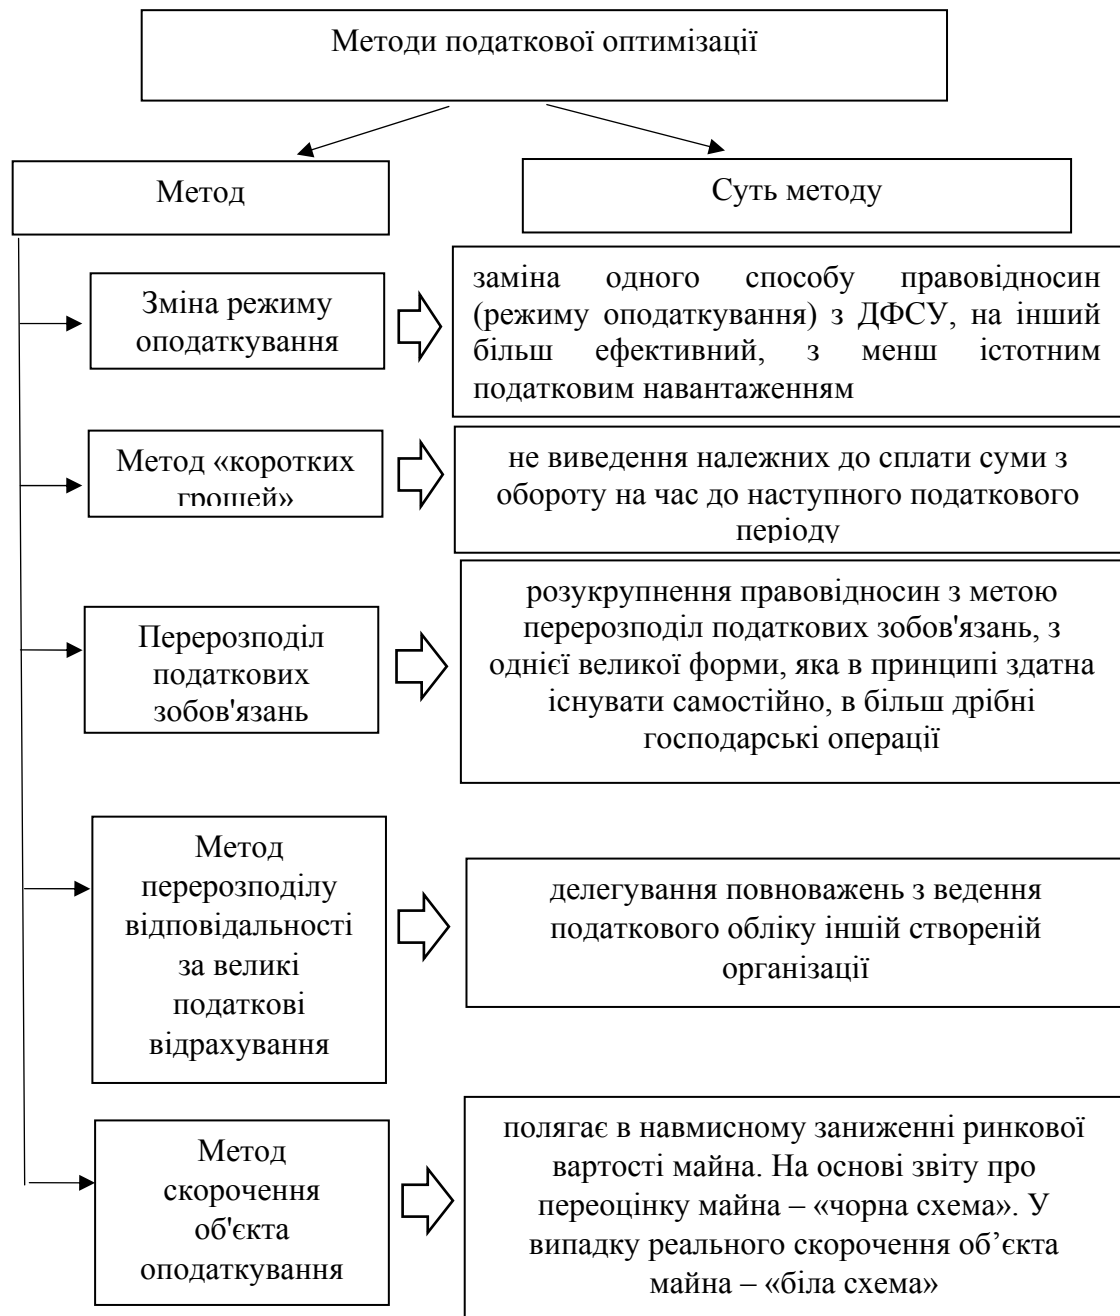 Методи податкової оптимізації
Метод
Суть методу
Зміна режиму
оподаткування
заміна одного способу правовідносин
(режиму оподаткування) з ДФСУ, на інший
більш ефективний, з менш істотним
податковим навантаженням
Метод «коротких
грошей»
не виведення належних до сплати суми з
обороту на час до наступного податкового
періоду
Перерозподіл
податкових
зобов'язань
розукрупнення правовідносин з метою
перерозподіл податкових зобов'язань, з
однієї великої форми, яка в принципі здатна
існувати самостійно, в більш дрібні
господарські операції
Метод
перерозподілу
відповідальності
за великі
податкові
відрахування
делегування повноважень з ведення
податкового обліку іншій створеній
організації
Метод
скорочення
об'єкта
оподаткування
полягає в навмисному заниженні ринкової
вартості майна. На основі звіту про
переоцінку майна – «чорна схема». У
випадку реального скорочення об’єкта
майна – «біла схема»